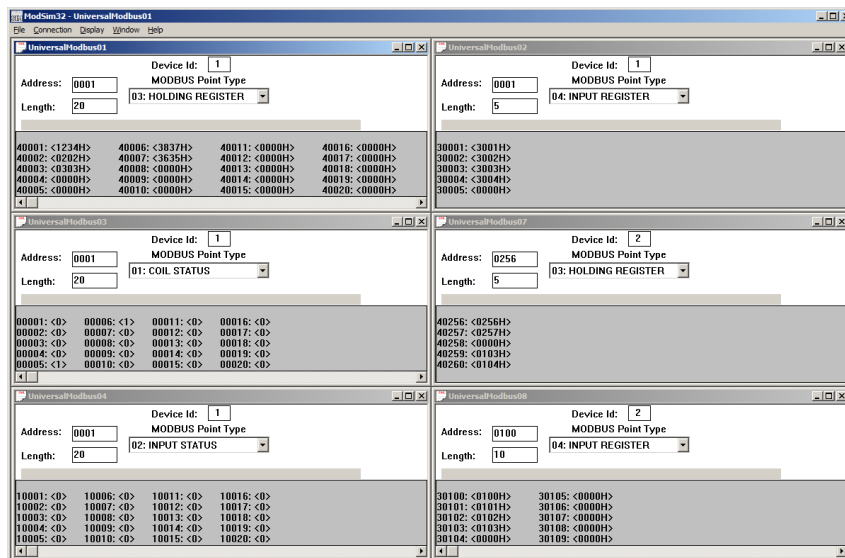 ModSim32 - UniversalModbus01
File Connection Display Window Help
UniversalModbus01
Device Id: 1
Address: 0001
MODBUS Point Type
03: HOLDING REGISTER
Length: 20
40001: <1234H> 40006: <3837H> 40011: <0000H> 40016: <0000H>
40002: <0202H> 40007: <3635H> 40012: <0000H> 40017: <0000H>
40003: <0303H> 40008: <0000H> 40013: <0000H> 40018: <0000H>
40004: <0000H> 40009: <0000H> 40014: <0000H> 40019: <0000H>
40005: <0000H> 40010: <0000H> 40015: <0000H> 40020: <0000H>
UniversalModbus02
Device Id: 1
Address: 0001
MODBUS Point Type
04: INPUT REGISTER
Length: 5
30001: <3001H>
30002: <3002H>
30003: <3003H>
30004: <3004H>
30005: <0000H>
UniversalModbus03
Device Id: 1
Address: 0001
MODBUS Point Type
01: COIL STATUS
Length: 20
00001: <0> 00006: <1> 00011: <0> 00016: <0>
00002: <0> 00007: <0> 00012: <0> 00017: <0>
00003: <0> 00008: <0> 00013: <0> 00018: <0>
00004: <0> 00009: <0> 00014: <0> 00019: <0>
00005: <1> 00010: <0> 00015: <0> 00020: <0>
UniversalModbus07
Device Id: 2
Address: 0256
MODBUS Point Type
03: HOLDING REGISTER
Length: 5
40256: <0256H>
40257: <0257H>
40258: <0000H>
40259: <0103H>
40260: <0104H>
UniversalModbus04
Device Id: 1
Address: 0001
MODBUS Point Type
02: INPUT STATUS
Length: 20
10001: <0> 10006: <0> 10011: <0> 10016: <0>
10002: <0> 10007: <0> 10012: <0> 10017: <0>
10003: <0> 10008: <0> 10013: <0> 10018: <0>
10004: <0> 10009: <0> 10014: <0> 10019: <0>
10005: <0> 10010: <0> 10015: <0> 10020: <0>
UniversalModbus08
Device Id: 2
Address: 0100
MODBUS Point Type
04: INPUT REGISTER
Length: 10
30100: <0100H> 30105: <0000H>
30101: <0101H> 30106: <0000H>
30102: <0102H> 30107: <0000H>
30103: <0103H> 30108: <0000H>
30104: <0000H> 30109: <0000H>